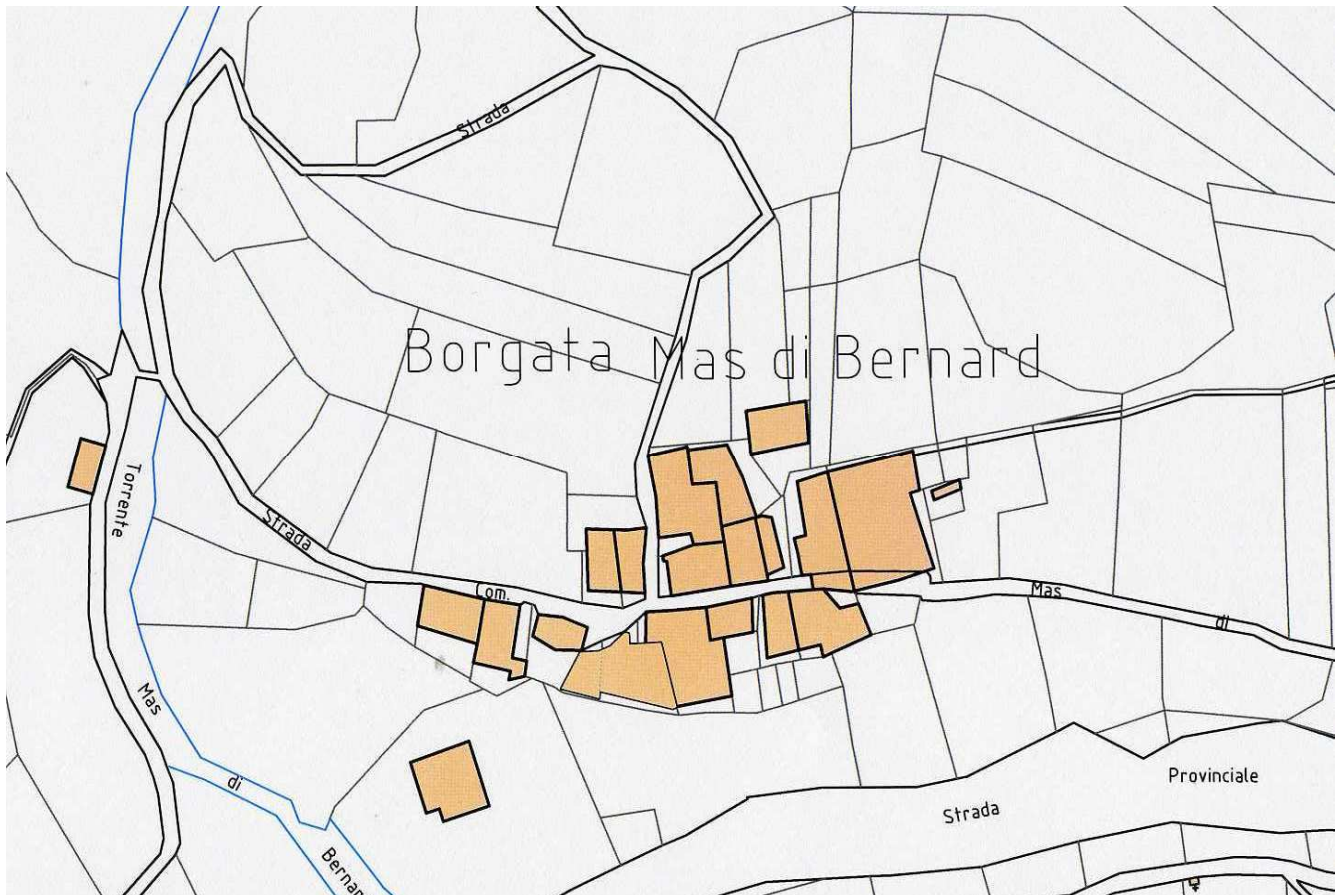 Strada
Borgata Mas di Bernard
Torrente
Strada
Com.
Mas
di
Mas
di
Bernar
Provinciale
Strada